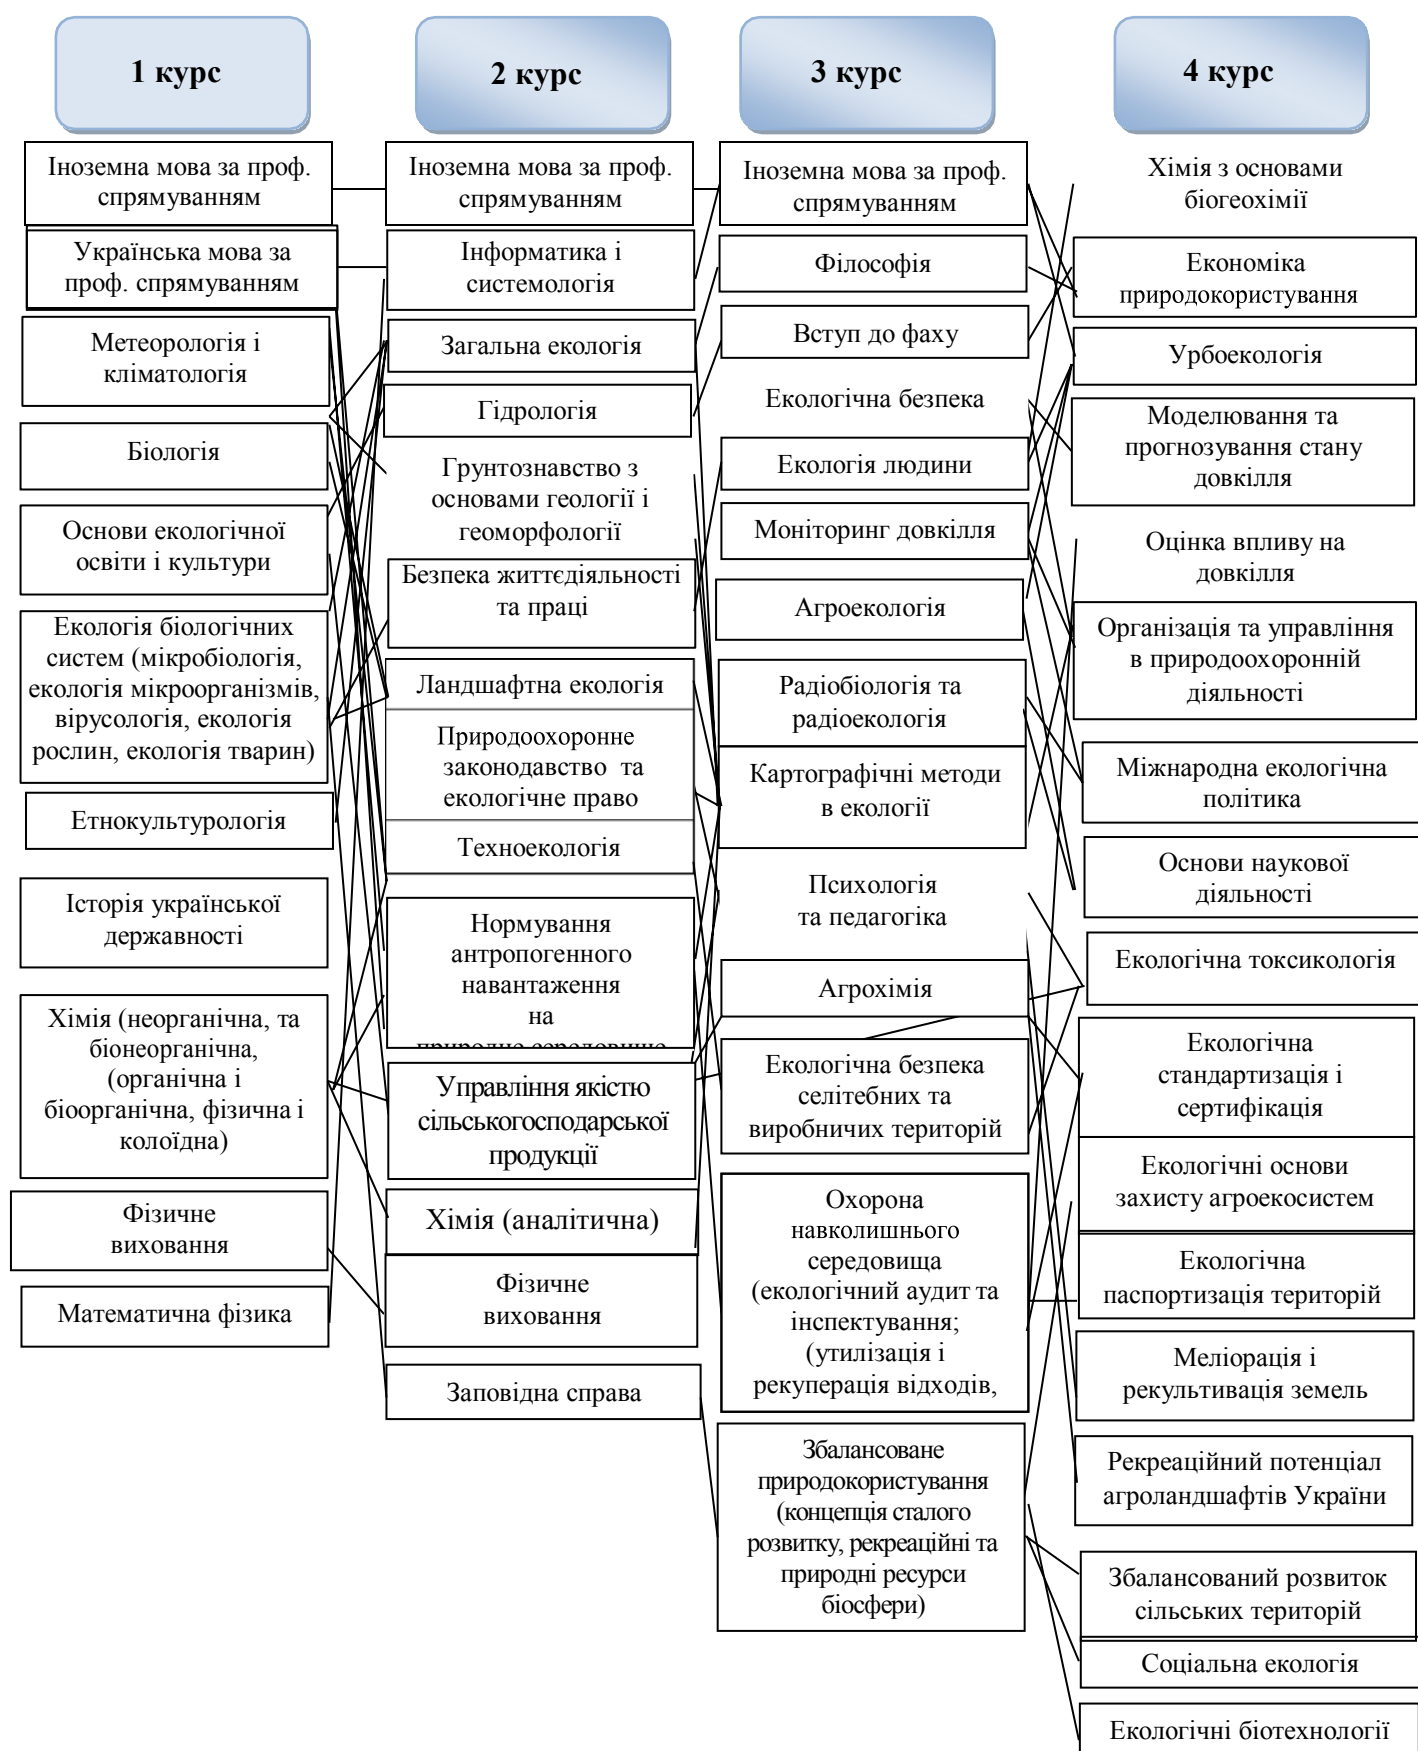 1 курс
2 курс
3 курс
4 курс
Іноземна мова за проф.
спрямуванням
Українська мова за
проф. спрямуванням
Метеорологія і
кліматологія
Біологія
Основи екологічної
освіти і культури
Екологія біологічних
систем (мікробіологія,
екологія мікроорганізмів,
вірусологія, екологія
рослин, екологія тварин)
Етнокультурологія
Історія української
державності
Хімія (неорганічна, та
біонеорганічна,
(органічна і
біоорганічна, фізична і
колоїдна)
Фізичне
виховання
Математична фізика
Іноземна мова за проф.
спрямуванням
Інформатика і
системологія
Загальна екологія
Гідрологія
Грунтознавство з
основами геології і
геоморфології
Безпека життєдіяльності
та праці
Ландшафтна екологія
Природоохоронне
законодавство та
екологічне право
Техноекологія
Нормування
антропогенного
навантаження
на
природне середовище
Управління якістю
сільськогосподарської
продукції
Хімія (аналітична)
Фізичне
виховання
Заповідна справа
Іноземна мова за проф.
спрямуванням
Філософія
Вступ до фаху
Екологічна безпека
Екологія людини
Моніторинг довкілля
Агроекологія
Радіобіологія та
радіоекологія
Картографічні методи
в екології
Психологія
та педагогіка
Агрохімія
Екологічна безпека
селітебних та
виробничих територій
Охорона
навколишнього
середовища
(екологічний аудит та
інспектування;
(утилізація і
рекуперація відходів,
Збалансоване
природокористування
(концепція сталого
розвитку, рекреаційні та
природні ресурси
біосфери)
Хімія з основами
біогеохімії
Економіка
природокористування
Урбоекологія
Моделювання та
прогнозування стану
довкілля
Оцінка впливу на
довкілля
Організація та управління
в природоохоронній
діяльності
Міжнародна екологічна
політика
Основи наукової
діяльності
Екологічна токсикологія
Екологічна
стандартизація і
сертифікація
Екологічні основи
захисту агроекосистем
Екологічна
паспортизація територій
Меліорація і
рекультивація земель
Рекреаційний потенціал
агроландшафтів України
Збалансований розвиток
сільських територій
Соціальна екологія
Екологічні біотехнології